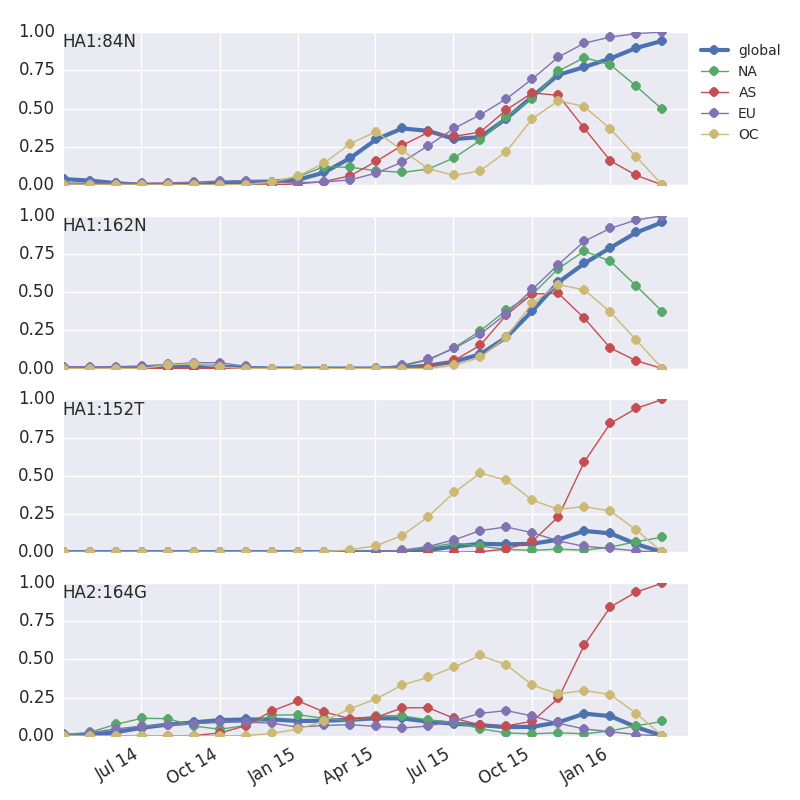 1.00
HA1:84N
0.75
0.50
0.25
0.00
global
NA
AS
EU
OC
1.00
HA1:162N
0.75
0.50
0.25
0.00
1.00
HA1:152T
0.75
0.50
0.25
0.00
1.00
HA2:164G
0.75
0.50
0.25
0.00
Jul 14
Oct 14
Jan 15
Apr 15
Jul 15
Oct 15
Jan 16